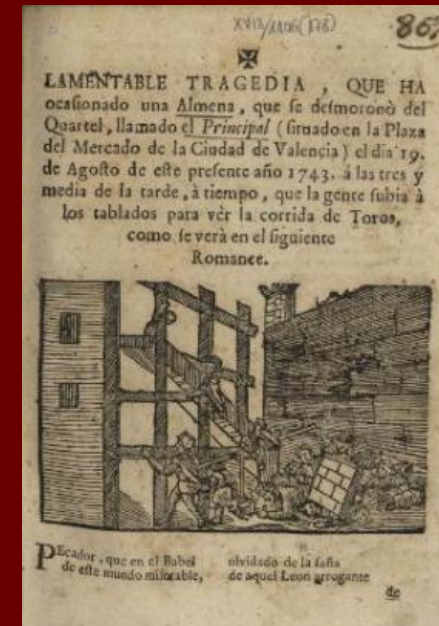 XVIII/1106(178)
86.
LAMENTABLE TRAGEDIA, QUE HA
ocaſionado una Almena, que ſe deſmoronò del
Quartel, llamado el Principal (ſituado en la Plaza
del Mercado de la Ciudad de Valencia) el dia 19.
de Agoſto de eſte preſente año 1743. á las tres y
media de la tarde, à tiempo, que la gente ſubia à
los tablados para vèr la corrida de Toros,
como ſe verà en el ſiguiente
Romance.
PEcador, que en el Babel
de eſte mundo miſerable,
olvidado de la ſaña
de aquel Leon arrogante
de